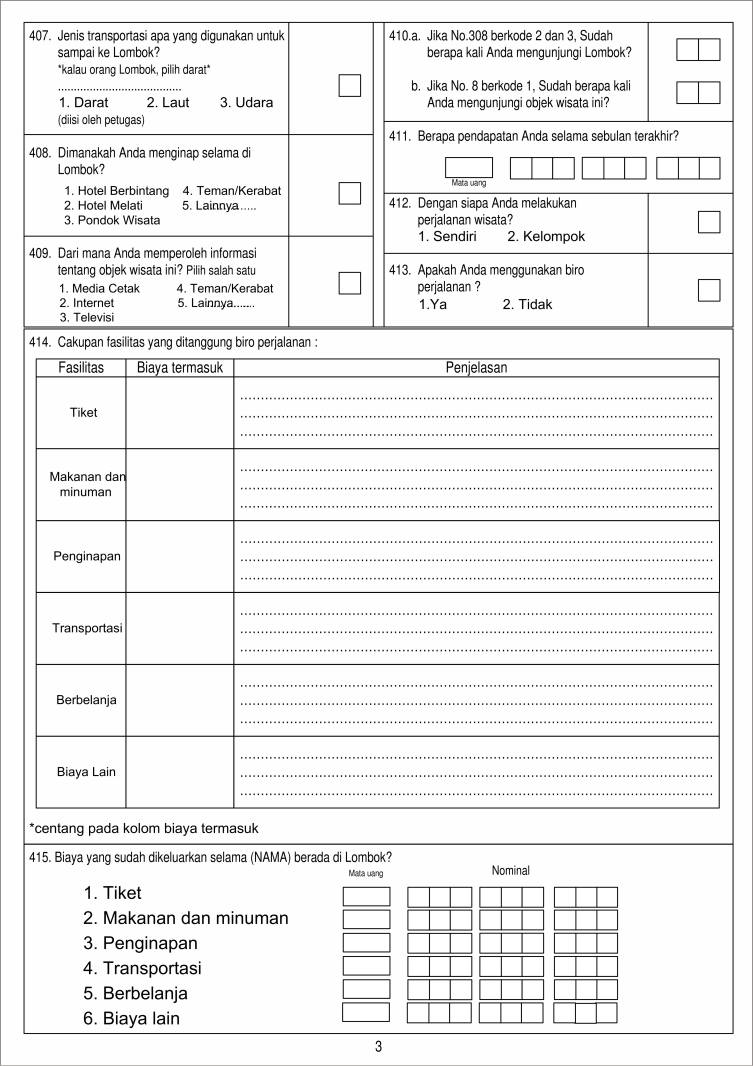 407. Jenis transportasi apa yang digunakan untuk
sampai ke Lombok?
*kalau orang Lombok, pilih darat*
.......................................
1. Darat 2. Laut 3. Udara
(diisi oleh petugas)
408. Dimanakah Anda menginap selama di
Lombok?
1. Hotel Berbintang 4. Teman/Kerabat
2. Hotel Melati 5. Lainnya......
3. Pondok Wisata
409. Dari mana Anda memperoleh informasi
tentang objek wisata ini? Pilih salah satu
1. Media Cetak 4. Teman/Kerabat
2. Internet 5. Lainnya......
3. Televisi
410.a. Jika No.308 berkode 2 dan 3, Sudah
berapa kali Anda mengunjungi Lombok?
b. Jika No. 8 berkode 1, Sudah berapa kali
Anda mengunjungi objek wisata ini?
411. Berapa pendapatan Anda selama sebulan terakhir?
Mata uang
412. Dengan siapa Anda melakukan
perjalanan wisata?
1. Sendiri 2. Kelompok
413. Apakah Anda menggunakan biro
perjalanan ?
1.Ya 2. Tidak
414. Cakupan fasilitas yang ditanggung biro perjalanan :
Fasilitas Biaya termasuk Penjelasan
Tiket
Makanan dan
minuman
Penginapan
Transportasi
Berbelanja
Biaya Lain
*centang pada kolom biaya termasuk
415. Biaya yang sudah dikeluarkan selama (NAMA) berada di Lombok?
Mata uang Nominal
1. Tiket
2. Makanan dan minuman
3. Penginapan
4. Transportasi
5. Berbelanja
6. Biaya lain
3